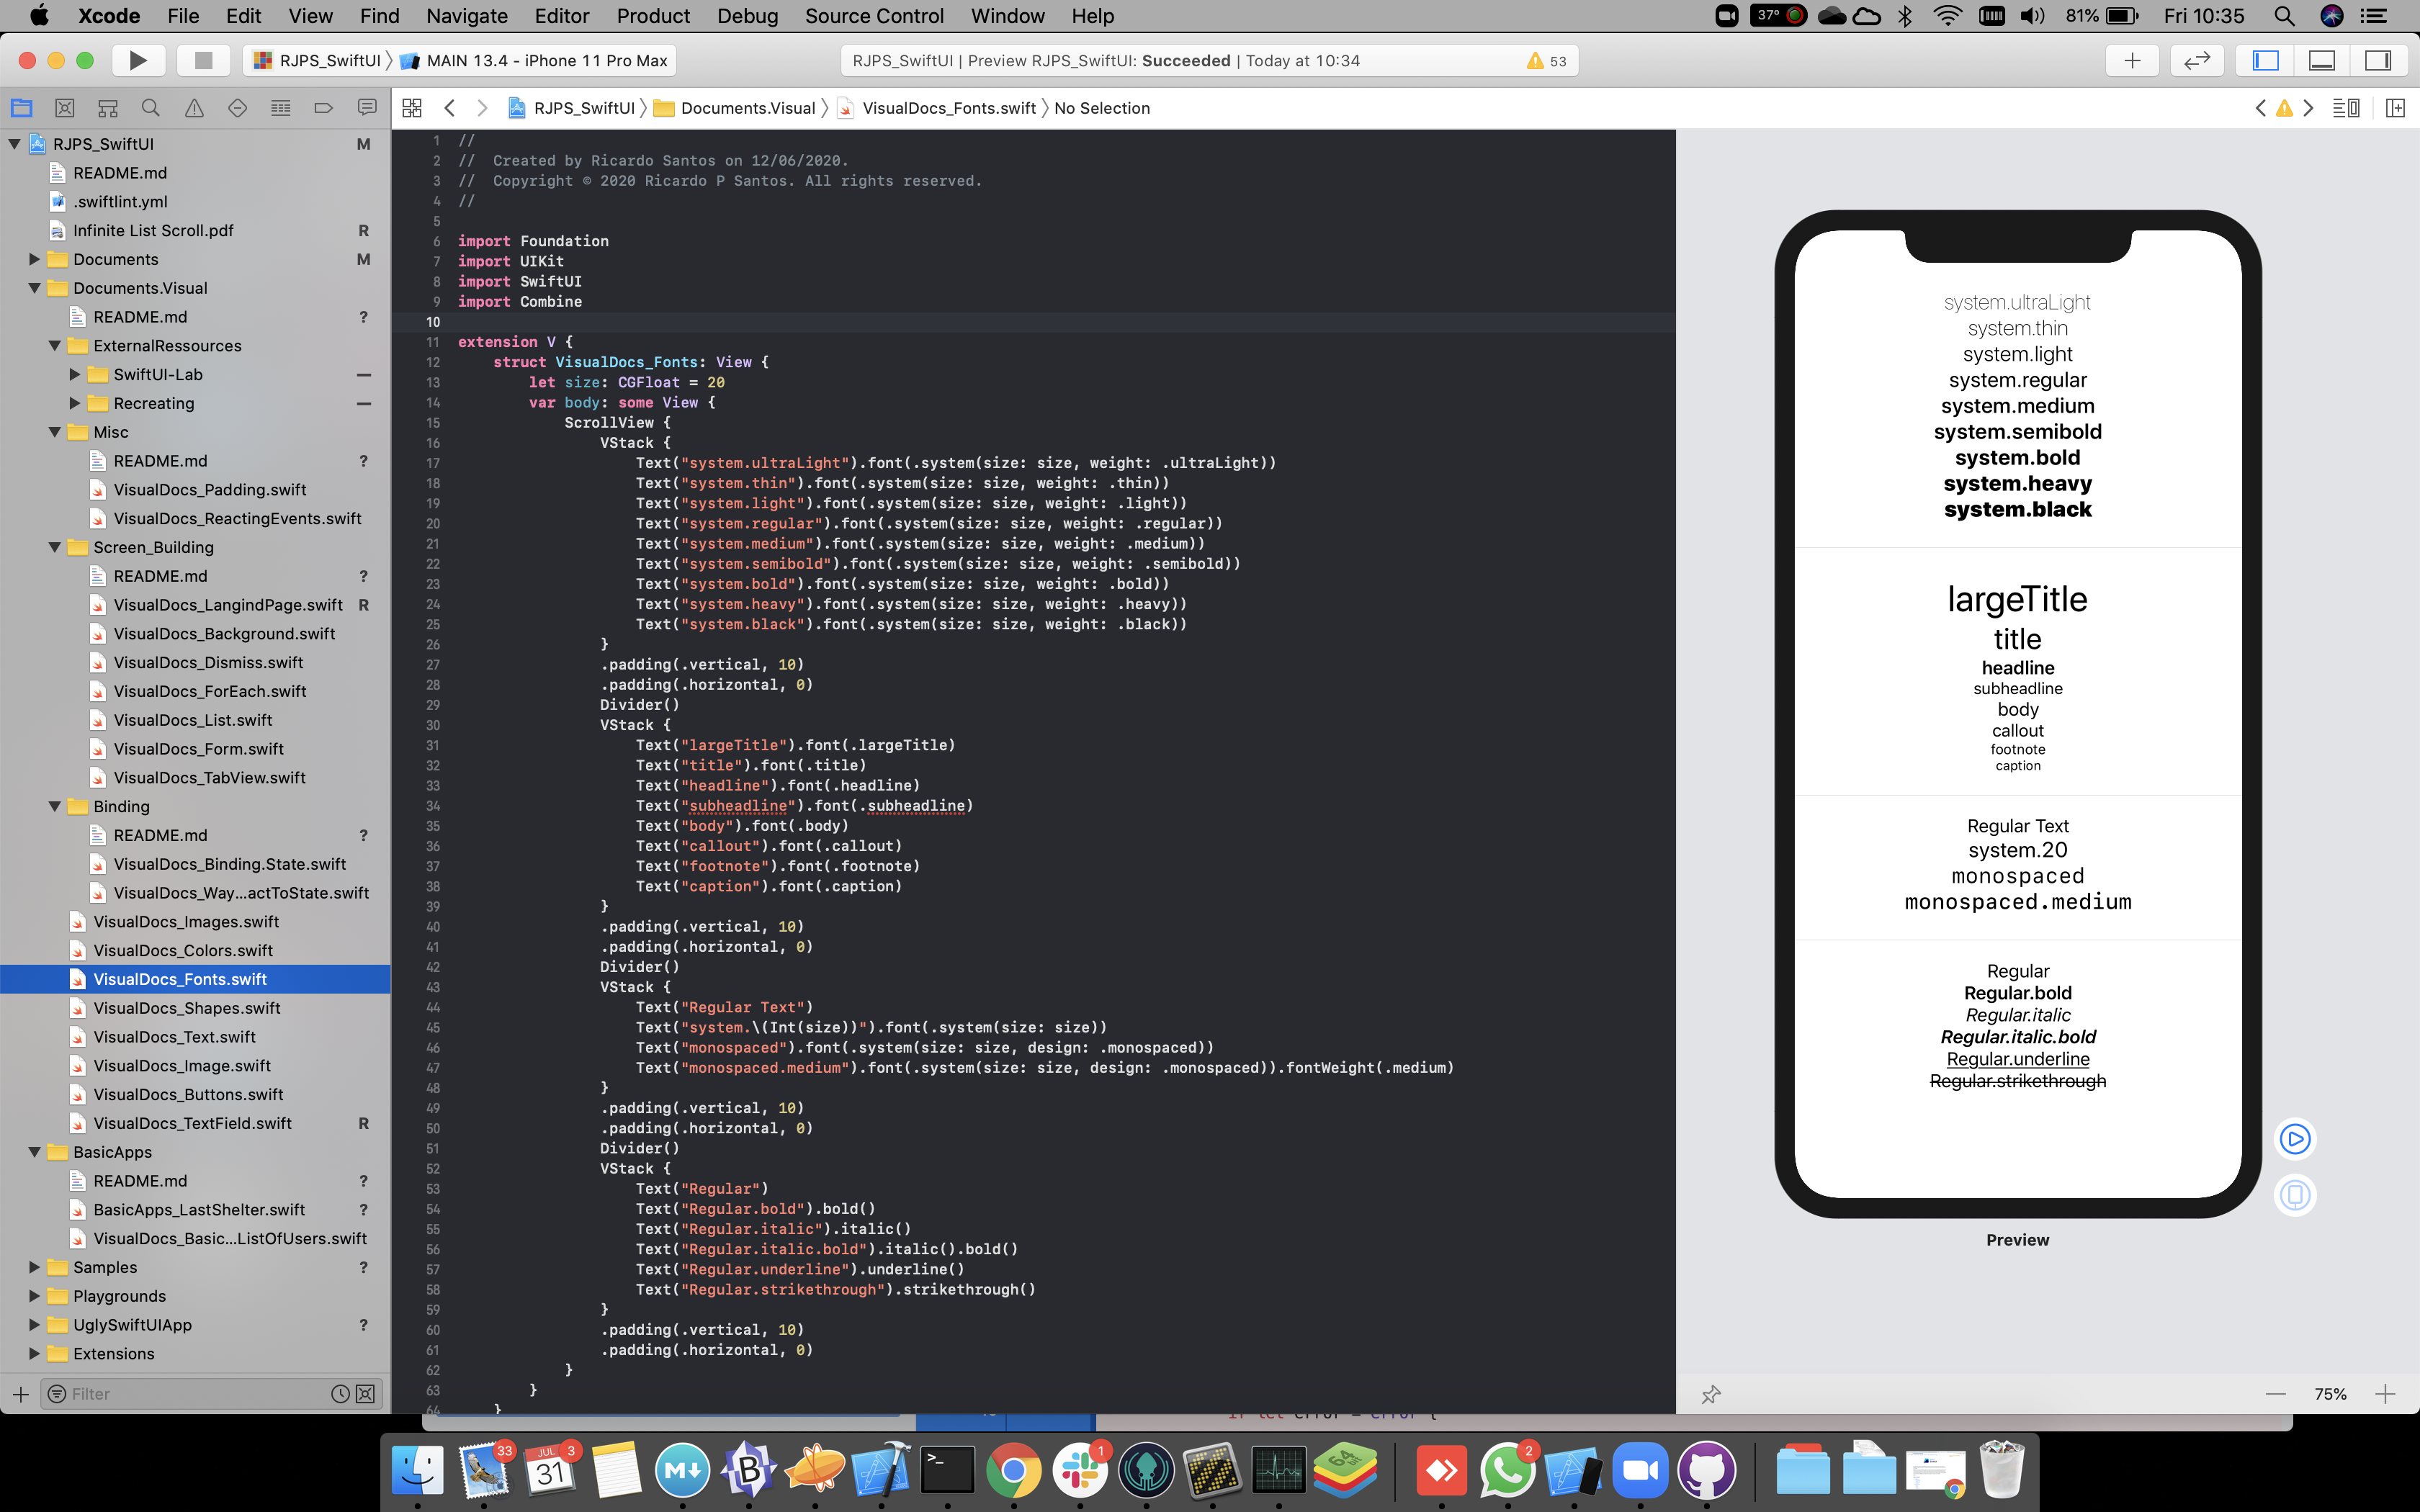 Xcode File Edit View Find Navigate Editor Product Debug Source Control Window Help
37° 81% Fri 10:35
RJPS_SwiftUI MAIN 13.4 - iPhone 11 Pro Max
RJPS_SwiftUI | Preview RJPS_SwiftUI: Succeeded | Today at 10:34
53
RJPS_SwiftUI Documents.Visual VisualDocs_Fonts.swift No Selection
RJPS_SwiftUI M
README.md
.swiftlint.yml
Infinite List Scroll.pdf R
Documents M
Documents.Visual
README.md ?
ExternalRessources
SwiftUI-Lab
Recreating
Misc
README.md ?
VisualDocs_Padding.swift
VisualDocs_ReactingEvents.swift
Screen_Building
README.md ?
VisualDocs_LangindPage.swift R
VisualDocs_Background.swift
VisualDocs_Dismiss.swift
VisualDocs_ForEach.swift
VisualDocs_List.swift
VisualDocs_Form.swift
VisualDocs_TabView.swift
Binding
README.md ?
VisualDocs_Binding.State.swift
VisualDocs_Way...actToState.swift
VisualDocs_Images.swift
VisualDocs_Colors.swift
VisualDocs_Fonts.swift
VisualDocs_Shapes.swift
VisualDocs_Text.swift
VisualDocs_Image.swift
VisualDocs_Buttons.swift
VisualDocs_TextField.swift R
BasicApps
README.md ?
BasicApps_LastShelter.swift ?
VisualDocs_Basic...ListOfUsers.swift
Samples ?
Playgrounds
UglySwiftUIApp ?
Extensions
Filter
1 //
2 //  Created by Ricardo Santos on 12/06/2020.
3 //  Copyright © 2020 Ricardo P Santos. All rights reserved.
4 //
5
6 import Foundation
7 import UIKit
8 import SwiftUI
9 import Combine
10
11 extension V {
12     struct VisualDocs_Fonts: View {
13         let size: CGFloat = 20
14         var body: some View {
15             ScrollView {
16                 VStack {
17                     Text("system.ultraLight").font(.system(size: size, weight: .ultraLight))
18                     Text("system.thin").font(.system(size: size, weight: .thin))
19                     Text("system.light").font(.system(size: size, weight: .light))
20                     Text("system.regular").font(.system(size: size, weight: .regular))
21                     Text("system.medium").font(.system(size: size, weight: .medium))
22                     Text("system.semibold").font(.system(size: size, weight: .semibold))
23                     Text("system.bold").font(.system(size: size, weight: .bold))
24                     Text("system.heavy").font(.system(size: size, weight: .heavy))
25                     Text("system.black").font(.system(size: size, weight: .black))
26                 }
27                 .padding(.vertical, 10)
28                 .padding(.horizontal, 0)
29                 Divider()
30                 VStack {
31                     Text("largeTitle").font(.largeTitle)
32                     Text("title").font(.title)
33                     Text("headline").font(.headline)
34                     Text("subheadline").font(.subheadline)
35                     Text("body").font(.body)
36                     Text("callout").font(.callout)
37                     Text("footnote").font(.footnote)
38                     Text("caption").font(.caption)
39                 }
40                 .padding(.vertical, 10)
41                 .padding(.horizontal, 0)
42                 Divider()
43                 VStack {
44                     Text("Regular Text")
45                     Text("system.\(Int(size))").font(.system(size: size))
46                     Text("monospaced").font(.system(size: size, design: .monospaced))
47                     Text("monospaced.medium").font(.system(size: size, design: .monospaced)).fontWeight(.medium)
48                 }
49                 .padding(.vertical, 10)
50                 .padding(.horizontal, 0)
51                 Divider()
52                 VStack {
53                     Text("Regular")
54                     Text("Regular.bold").bold()
55                     Text("Regular.italic").italic()
56                     Text("Regular.italic.bold").italic().bold()
57                     Text("Regular.underline").underline()
58                     Text("Regular.strikethrough").strikethrough()
59                 }
60                 .padding(.vertical, 10)
61                 .padding(.horizontal, 0)
62             }
63         }
64     }
system.ultraLight
system.thin
system.light
system.regular
system.medium
system.semibold
system.bold
system.heavy
system.black
largeTitle
title
headline
subheadline
body
callout
footnote
caption
Regular Text
system.20
monospaced
monospaced.medium
Regular
Regular.bold
Regular.italic
Regular.italic.bold
Regular.underline
Regular.strikethrough
Preview
75%
if let error = error {
33
JUL 3
31
M
B
>_
1
64 bit
2